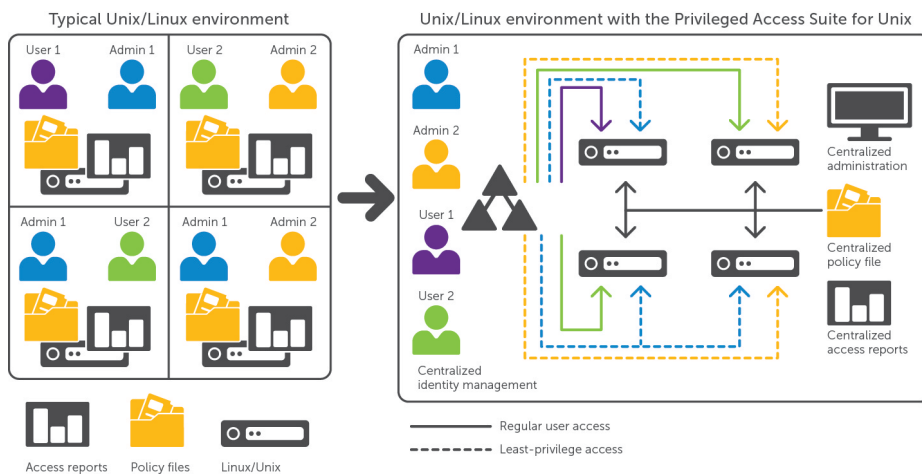 Typical Unix/Linux environment
User 1
Admin 1
User 2
Admin 2
Admin 1
User 2
Admin 1
Admin 2
Access reports
Policy files
Linux/Unix
Unix/Linux environment with the Privileged Access Suite for Unix
Admin 1
Admin 2
User 1
User 2
Centralized
identity management
Centralized
administration
Centralized
policy file
Centralized
access reports
Regular user access
Least-privilege access